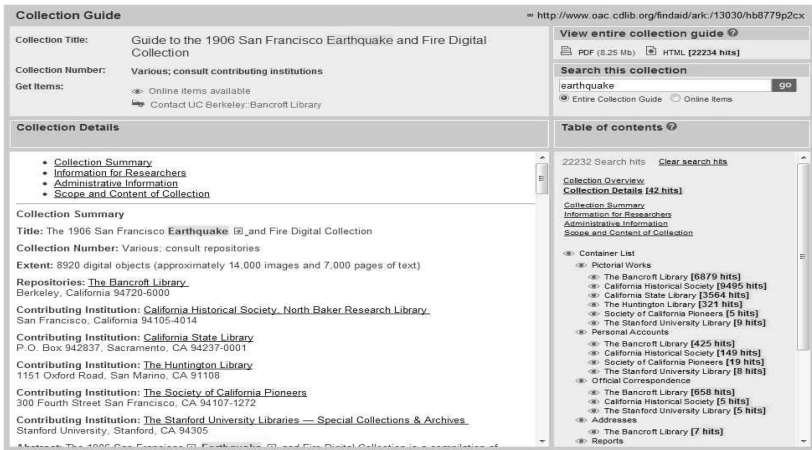 Collection Guide
http://www.oac.cdlib.org/findaid/ark:/13030/hb8779p2cx
Collection Title:
Guide to the 1906 San Francisco Earthquake and Fire Digital
Collection
Collection Number:
Various; consult contributing institutions
Get Items:
Online items available
Contact UC Berkeley::Bancroft Library
View entire collection guide
PDF (8.25 Mb) HTML [22234 hits]
Search this collection
earthquake
go
Entire Collection Guide Online Items
Collection Details
Collection Summary
Information for Researchers
Administrative Information
Scope and Content of Collection
Collection Summary
Title: The 1906 San Francisco Earthquake and Fire Digital Collection
Collection Number: Various; consult repositories
Extent: 8920 digital objects (approximately 14,000 images and 7,000 pages of text)
Repositories: The Bancroft Library
Berkeley, California 94720-6000
Contributing Institution: California Historical Society, North Baker Research Library
San Francisco, California 94105-4014
Contributing Institution: California State Library
P.O. Box 942837, Sacramento, CA 94237-0001
Contributing Institution: The Huntington Library
1151 Oxford Road, San Marino, CA 91108
Contributing Institution: The Society of California Pioneers
300 Fourth Street San Francisco, CA 94107-1272
Contributing Institution: The Stanford University Libraries — Special Collections & Archives
Stanford University, Stanford, CA 94305
Abstract: The 1906 San Francisco Earthquake and Fire Digital Collection is a compilation of
Table of contents
22232 Search hits Clear search hits
Collection Overview
Collection Details [42 hits]
Collection Summary
Information for Researchers
Administrative Information
Scope and Content of Collection
Container List
Pictorial Works
The Bancroft Library [6879 hits]
California Historical Society [9495 hits]
California State Library [3564 hits]
The Huntington Library [321 hits]
Society of California Pioneers [5 hits]
The Stanford University Library [9 hits]
Personal Accounts
The Bancroft Library [425 hits]
California Historical Society [149 hits]
Society of California Pioneers [19 hits]
The Stanford University Library [8 hits]
Official Correspondence
The Bancroft Library [658 hits]
California Historical Society [5 hits]
The Stanford University Library [5 hits]
Addresses
The Bancroft Library [7 hits]
Reports